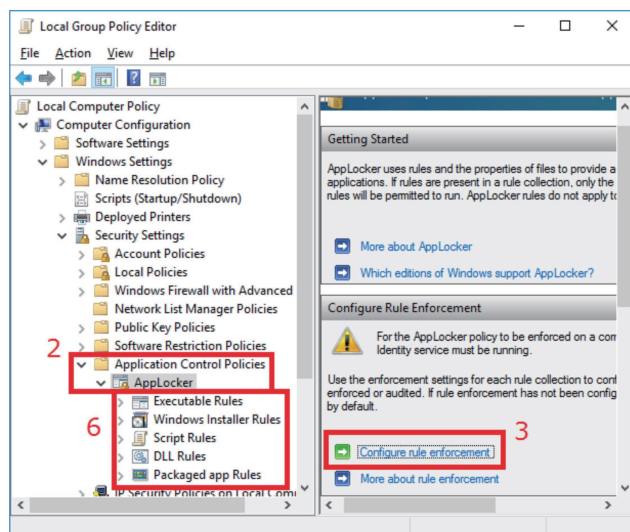 Local Group Policy Editor
File Action View Help
Local Computer Policy
Computer Configuration
Software Settings
Windows Settings
Name Resolution Policy
Scripts (Startup/Shutdown)
Deployed Printers
Security Settings
Account Policies
Local Policies
Windows Firewall with Advanced
Network List Manager Policies
Public Key Policies
Software Restriction Policies
2
Application Control Policies
AppLocker
6
Executable Rules
Windows Installer Rules
Script Rules
DLL Rules
Packaged app Rules
IP Security Policies on Local Comp
Getting Started
AppLocker uses rules and the properties of files to provide a
applications. If rules are present in a rule collection, only the
rules will be permitted to run. AppLocker rules do not apply to
More about AppLocker
Which editions of Windows support AppLocker?
Configure Rule Enforcement
For the AppLocker policy to be enforced on a com
Identity service must be running.
Use the enforcement settings for each rule collection to conf
enforced or audited. If rule enforcement has not been config
by default.
3
Configure rule enforcement
More about rule enforcement